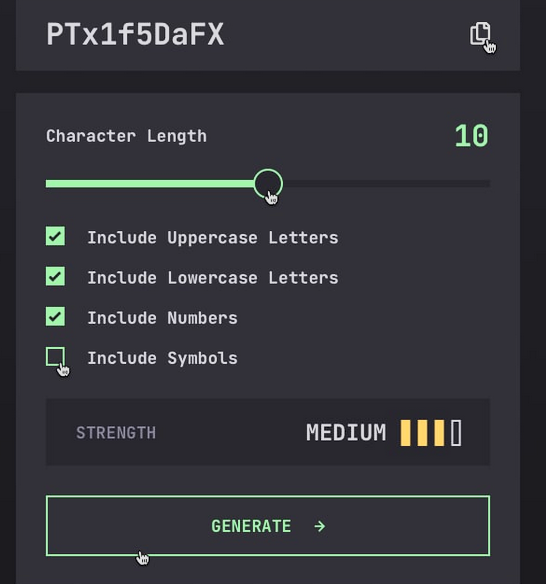 PTx1f5DaFX
Character Length 10
Include Uppercase Letters
Include Lowercase Letters
Include Numbers
Include Symbols
STRENGTH MEDIUM
GENERATE →